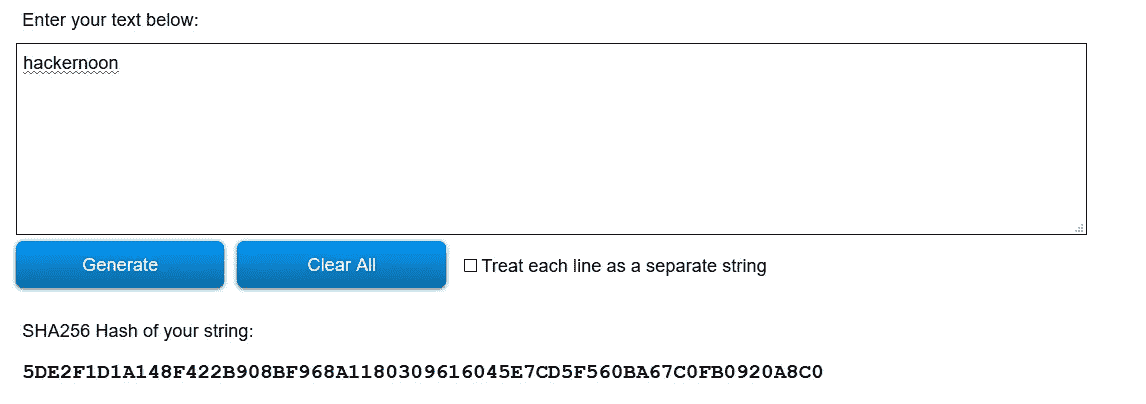 Enter your text below:
hackernoon
Generate
Clear All
Treat each line as a separate string
SHA256 Hash of your string:
5DE2F1D1A148F422B908BF968A1180309616045E7CD5F560BA67C0FB0920A8C0